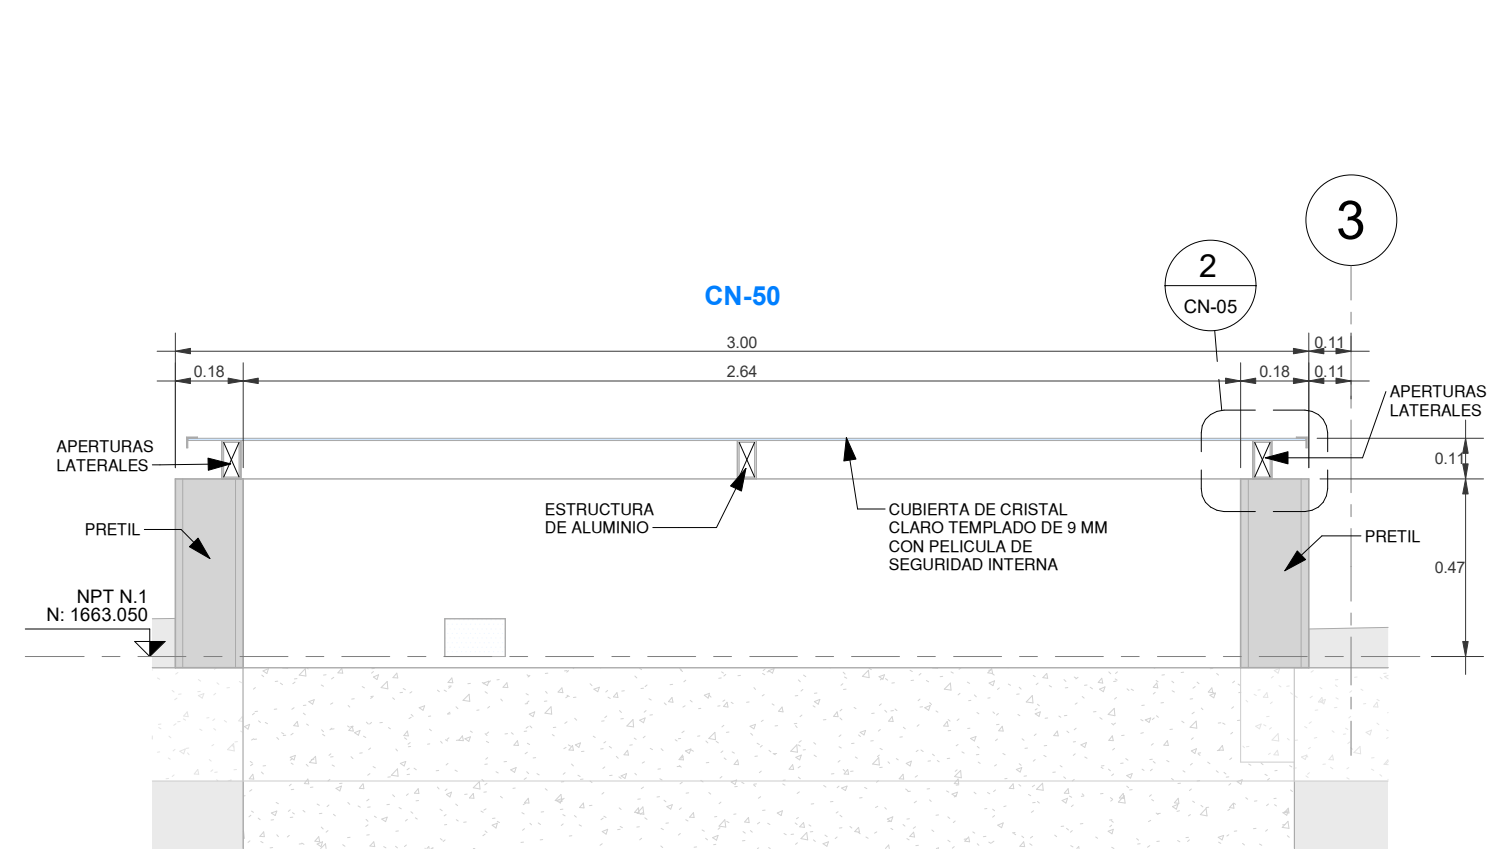 3
2
CN-05
CN-50
3.00
0.11
0.18
2.64
0.18
0.11
APERTURAS
LATERALES
APERTURAS
LATERALES
0.11
ESTRUCTURA
DE ALUMINIO
CUBIERTA DE CRISTAL
CLARO TEMPLADO DE 9 MM
CON PELICULA DE
SEGURIDAD INTERNA
PRETIL
PRETIL
0.47
NPT N.1
N: 1663.050